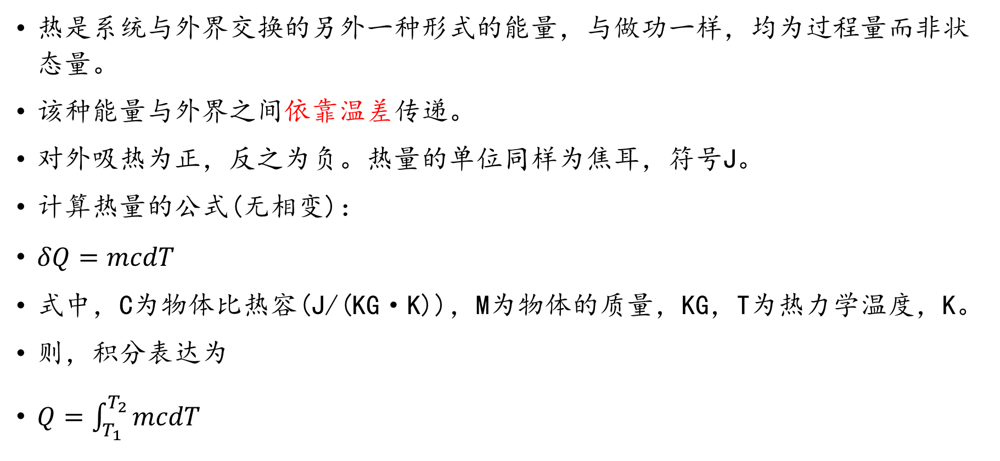 • 热是系统与外界交换的另外一种形式的能量，与做功一样，均为过程量而非状
态量。
• 该种能量与外界之间依靠温差传递。
• 对外吸热为正，反之为负。热量的单位同样为焦耳，符号J。
• 计算热量的公式(无相变)：
• δQ = mcdT
• 式中，C为物体比热容(J/(KG·K))，M为物体的质量，KG，T为热力学温度，K。
• 则，积分表达为
• Q = ∫_{T_1}^{T_2} mcdT